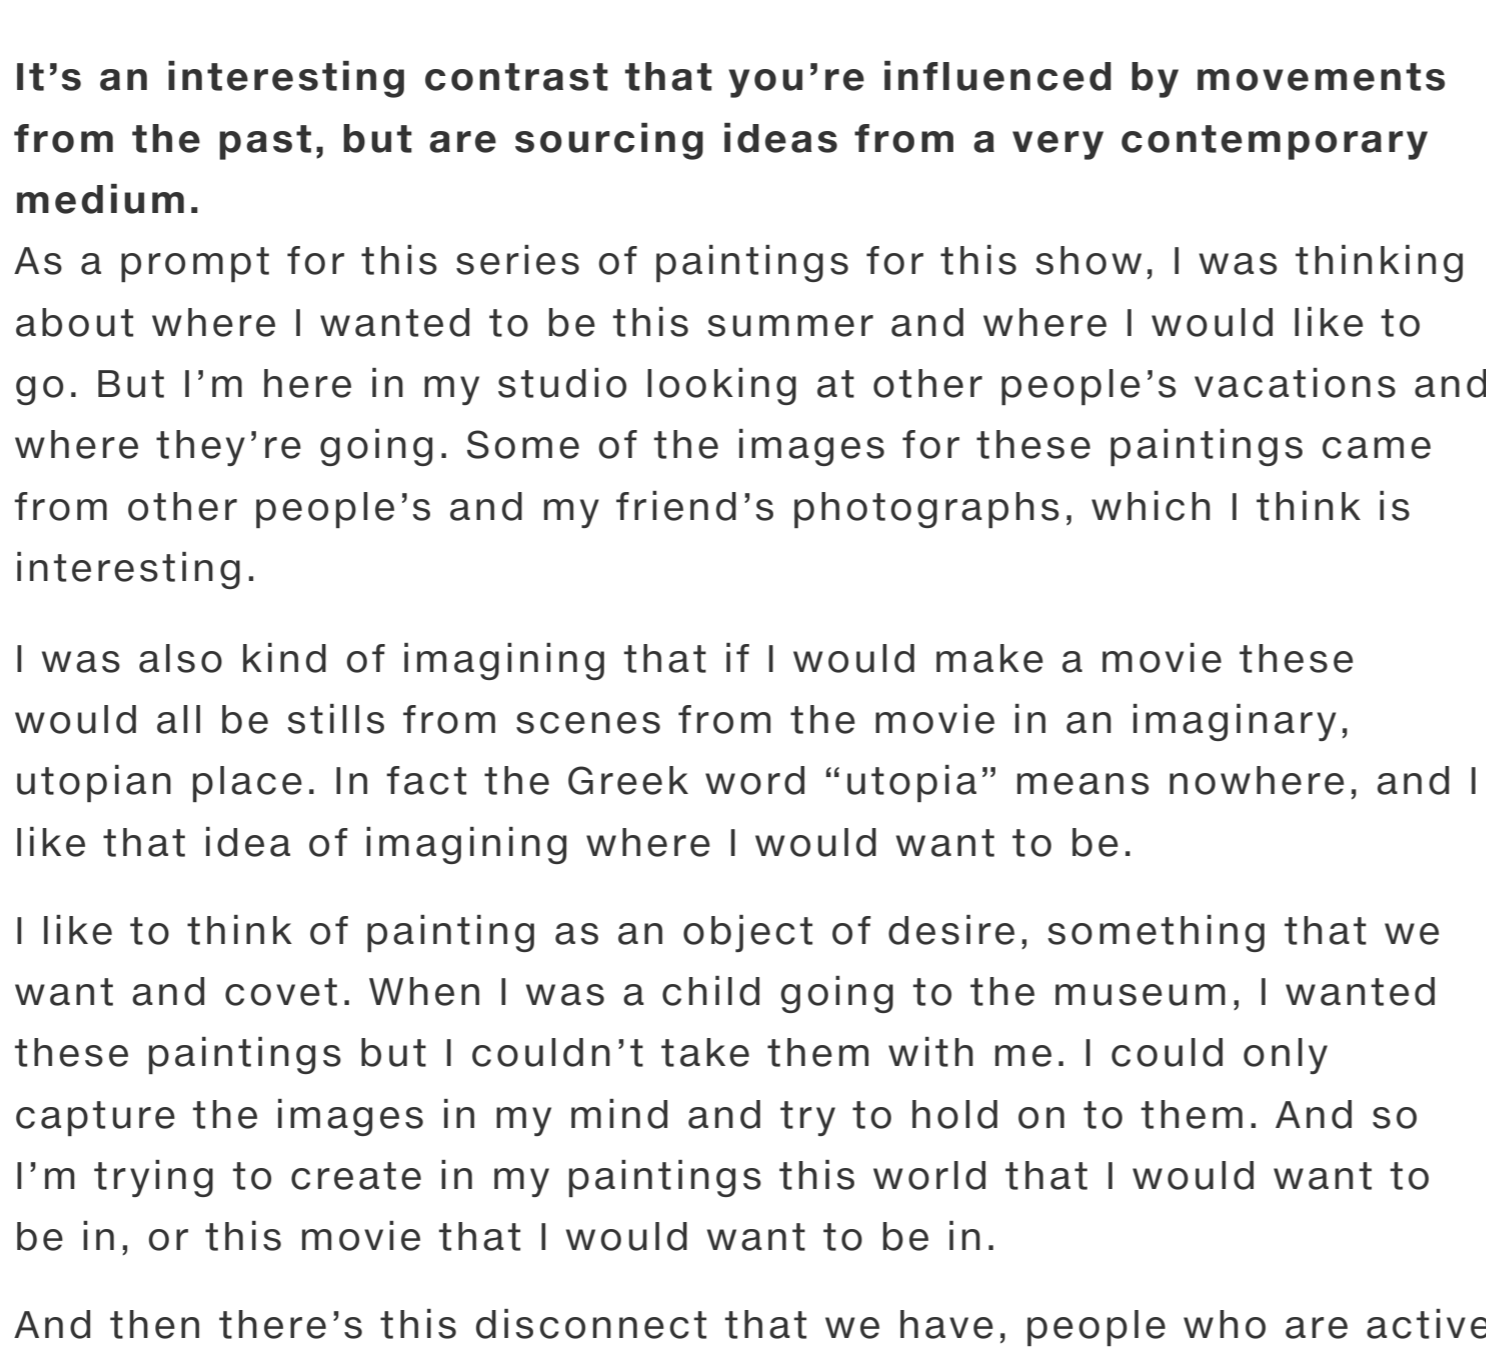 It’s an interesting contrast that you’re influenced by movements
from the past, but are sourcing ideas from a very contemporary
medium.
As a prompt for this series of paintings for this show, I was thinking
about where I wanted to be this summer and where I would like to
go. But I’m here in my studio looking at other people’s vacations and
where they’re going. Some of the images for these paintings came
from other people’s and my friend’s photographs, which I think is
interesting.
I was also kind of imagining that if I would make a movie these
would all be stills from scenes from the movie in an imaginary,
utopian place. In fact the Greek word “utopia” means nowhere, and I
like that idea of imagining where I would want to be.
I like to think of painting as an object of desire, something that we
want and covet. When I was a child going to the museum, I wanted
these paintings but I couldn’t take them with me. I could only
capture the images in my mind and try to hold on to them. And so
I’m trying to create in my paintings this world that I would want to
be in, or this movie that I would want to be in.
And then there’s this disconnect that we have, people who are active